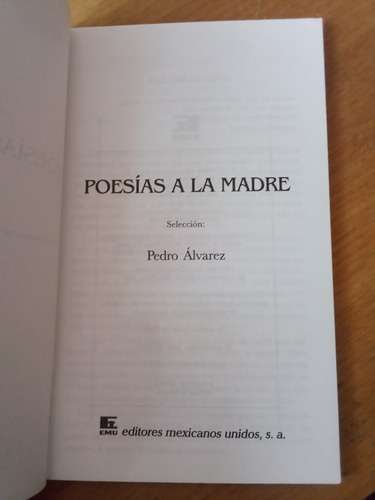 POESÍAS A LA MADRE
Selección:
Pedro Álvarez
EMU editores mexicanos unidos, s. a.